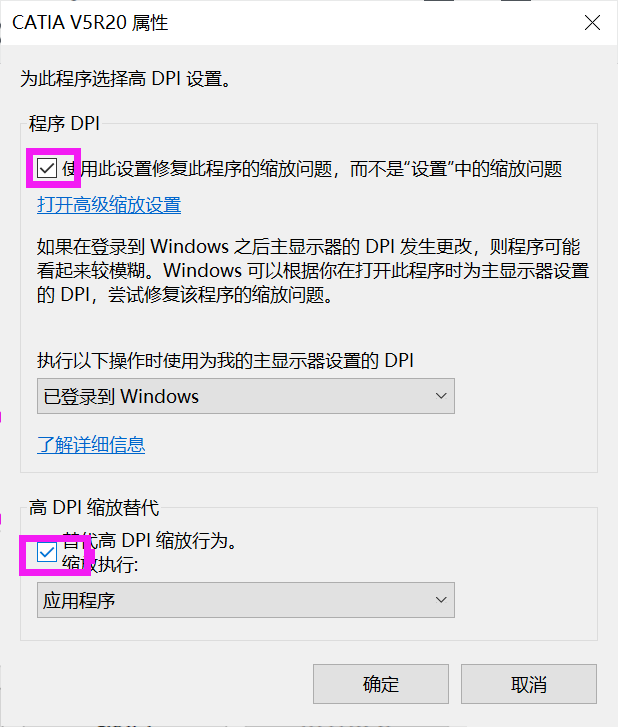 CATIA V5R20 属性
为此程序选择高 DPI 设置。
程序 DPI
使用此设置修复此程序的缩放问题，而不是“设置”中的缩放问题
打开高级缩放设置
如果在登录到 Windows 之后主显示器的 DPI 发生更改，则程序可能
看起来较模糊。Windows 可以根据你在打开此程序时为主显示器设置
的 DPI，尝试修复该程序的缩放问题。
执行以下操作时使用为我的主显示器设置的 DPI
已登录到 Windows
了解详细信息
高 DPI 缩放替代
替代高 DPI 缩放行为。
缩放执行:
应用程序
确定
取消